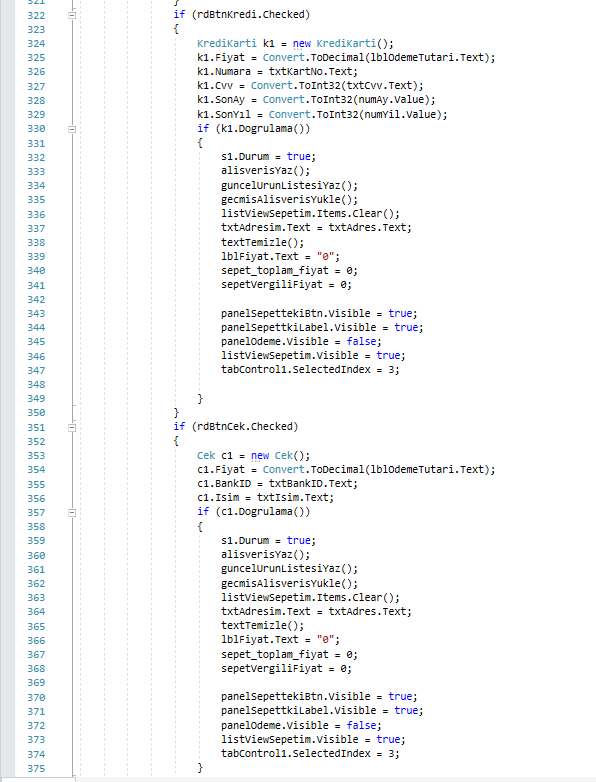 321 }
322 if (rdBtnKredi.Checked)
323 {
324 KrediKarti k1 = new KrediKarti();
325 k1.Fiyat = Convert.ToDecimal(lblOdemeTutari.Text);
326 k1.Numara = txtKartNo.Text;
327 k1.Cvv = Convert.ToInt32(txtCvv.Text);
328 k1.SonAy = Convert.ToInt32(numAy.Value);
329 k1.SonYıl = Convert.ToInt32(numYil.Value);
330 if (k1.Dogrulama())
331 {
332 s1.Durum = true;
333 alisverisYaz();
334 guncelUrunListesiYaz();
335 gecmisAlisverisYukle();
336 listViewSepetim.Items.Clear();
337 txtAdresim.Text = txtAdres.Text;
338 textTemizle();
339 lblFiyat.Text = "0";
340 sepet_toplam_fiyat = 0;
341 sepetVergiliFiyat = 0;
342
343 panelSepettekiBtn.Visible = true;
344 panelSepettkiLabel.Visible = true;
345 panelOdeme.Visible = false;
346 listViewSepetim.Visible = true;
347 tabControl1.SelectedIndex = 3;
348
349 }
350 }
351 if (rdBtnCek.Checked)
352 {
353 Cek c1 = new Cek();
354 c1.Fiyat = Convert.ToDecimal(lblOdemeTutari.Text);
355 c1.BankID = txtBankID.Text;
356 c1.Isim = txtIsim.Text;
357 if (c1.Dogrulama())
358 {
359 s1.Durum = true;
360 alisverisYaz();
361 guncelUrunListesiYaz();
362 gecmisAlisverisYukle();
363 listViewSepetim.Items.Clear();
364 txtAdresim.Text = txtAdres.Text;
365 textTemizle();
366 lblFiyat.Text = "0";
367 sepet_toplam_fiyat = 0;
368 sepetVergiliFiyat = 0;
369
370 panelSepettekiBtn.Visible = true;
371 panelSepettkiLabel.Visible = true;
372 panelOdeme.Visible = false;
373 listViewSepetim.Visible = true;
374 tabControl1.SelectedIndex = 3;
375 }